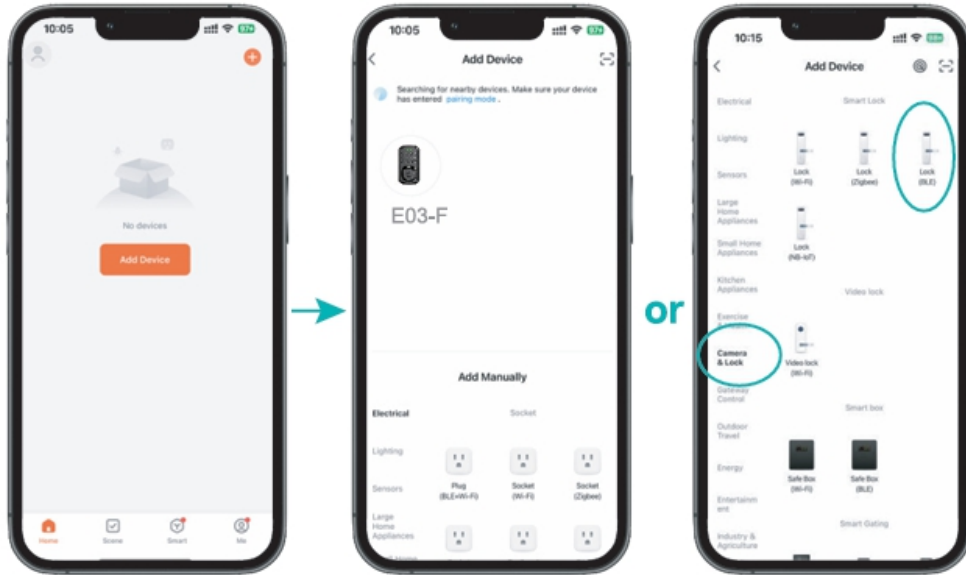 10:05
97+
No devices
Add Device
Home
Scene
Smart
Me
10:05
97+
Add Device
Searching for nearby devices. Make sure your device
has entered pairing mode .
E03-F
Add Manually
Electrical
Socket
Lighting
Sensors
Plug
(BLE+Wi-Fi)
Socket
(Wi-Fi)
Socket
(Zigbee)
Large
Home
Appliances
or
10:15
Add Device
Electrical
Smart Lock
Lighting
Sensors
Lock
(Wi-Fi)
Lock
(Zigbee)
Lock
(BLE)
Large
Home
Appliances
Small Home
Appliances
Lock
(NB-IoT)
Kitchen
Appliances
Video lock
Exercise
Camera
& Lock
Video lock
(Wi-Fi)
Gateway
Control
Smart box
Outdoor
Travel
Energy
Safe Box
(Wi-Fi)
Safe Box
(BLE)
Entertainm
ent
Smart Gating
Industry &
Agriculture